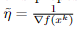 η̃ = 1 / ∇f(x^k)